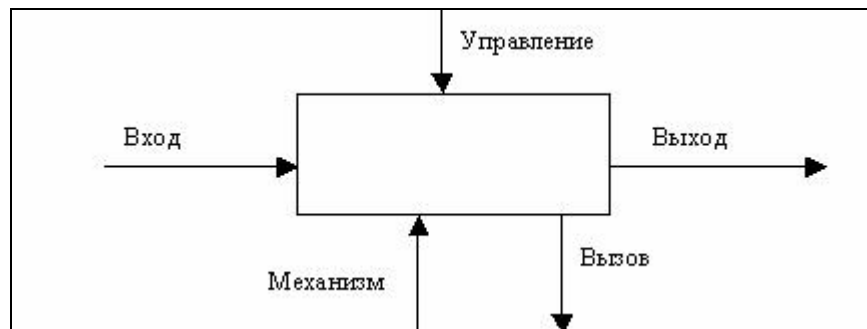 Управление
Вход
Выход
Вызов
Механизм